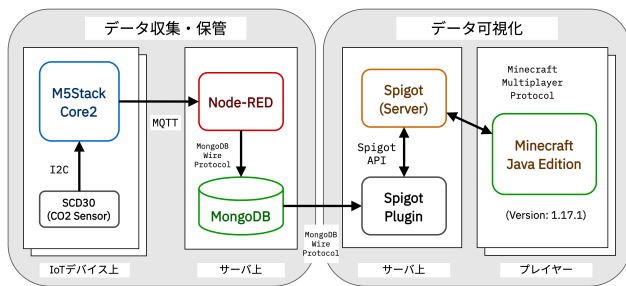 データ収集・保管
データ可視化
M5Stack
Core2
MQTT
I2C
SCD30
(CO2 Sensor)
IoTデバイス上
Node-RED
MongoDB
Wire
Protocol
MongoDB
サーバ上
MongoDB
Wire
Protocol
Spigot
(Server)
Spigot
API
Spigot
Plugin
サーバ上
Minecraft
Multiplayer
Protocol
Minecraft
Java Edition
(Version: 1.17.1)
プレイヤー